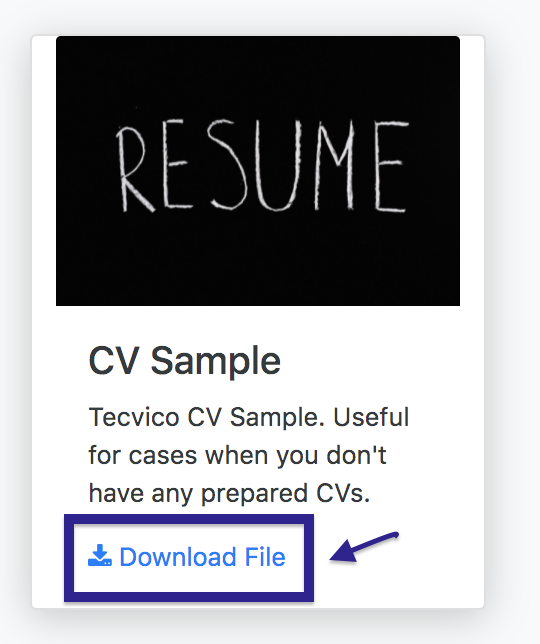 RESUME
CV Sample
Tecvico CV Sample. Useful
for cases when you don't
have any prepared CVs.
Download File